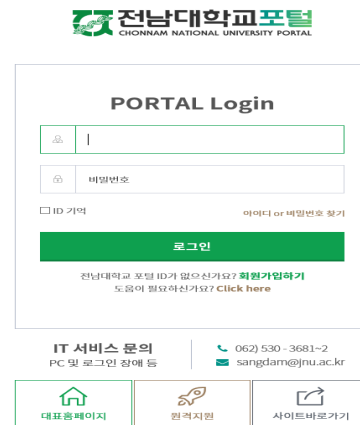 전남대학교포털
CHONNAM NATIONAL UNIVERSITY PORTAL
PORTAL Login
비밀번호
ID 기억
아이디 or 비밀번호 찾기
로그인
전남대학교 포털 ID가 없으신가요? 회원가입하기
도움이 필요하신가요? Click here
IT 서비스 문의
PC 및 로그인 장애 등
062) 530 - 3681~2
sangdam@jnu.ac.kr
대표홈페이지
원격지원
사이트바로가기